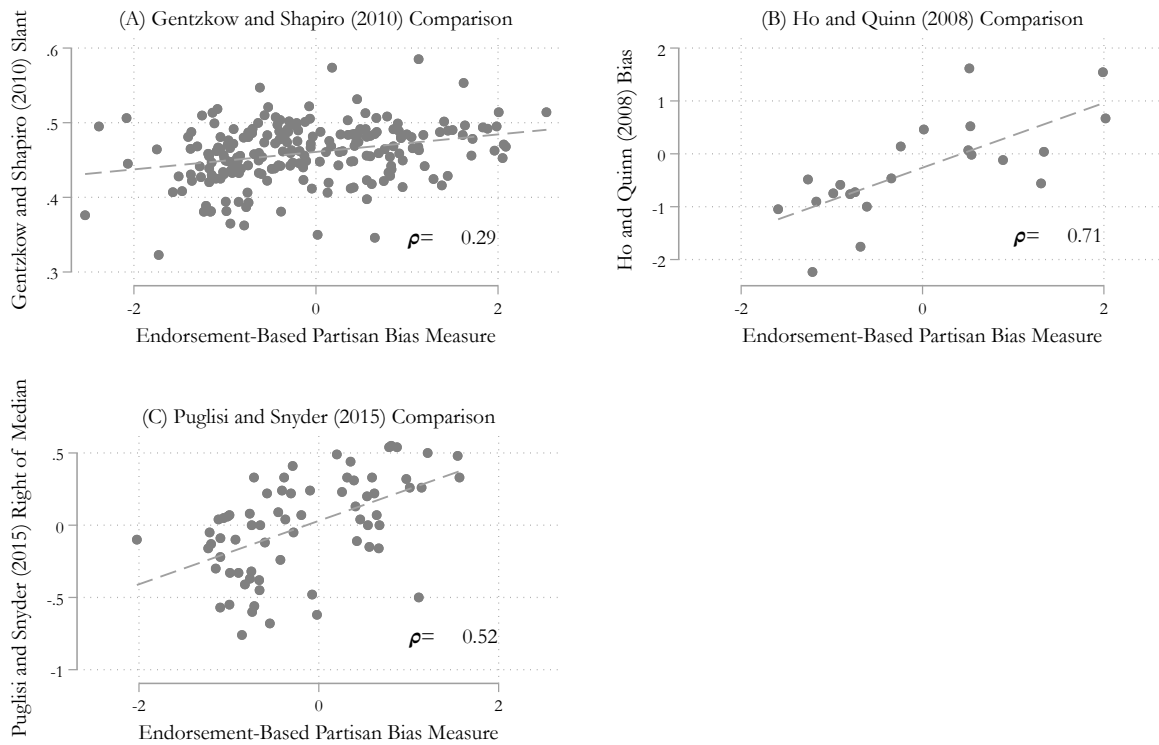 (A) Gentzkow and Shapiro (2010) Comparison
Gentzkow and Shapiro (2010) Slant
.6
.5
.4
.3
ρ= 0.29
-2 0 2
Endorsement-Based Partisan Bias Measure
(B) Ho and Quinn (2008) Comparison
Ho and Quinn (2008) Bias
2
1
0
-1
-2
ρ= 0.71
-2 0 2
Endorsement-Based Partisan Bias Measure
(C) Puglisi and Snyder (2015) Comparison
Puglisi and Snyder (2015) Right of Median
.5
0
-.5
-1
ρ= 0.52
-2 0 2
Endorsement-Based Partisan Bias Measure